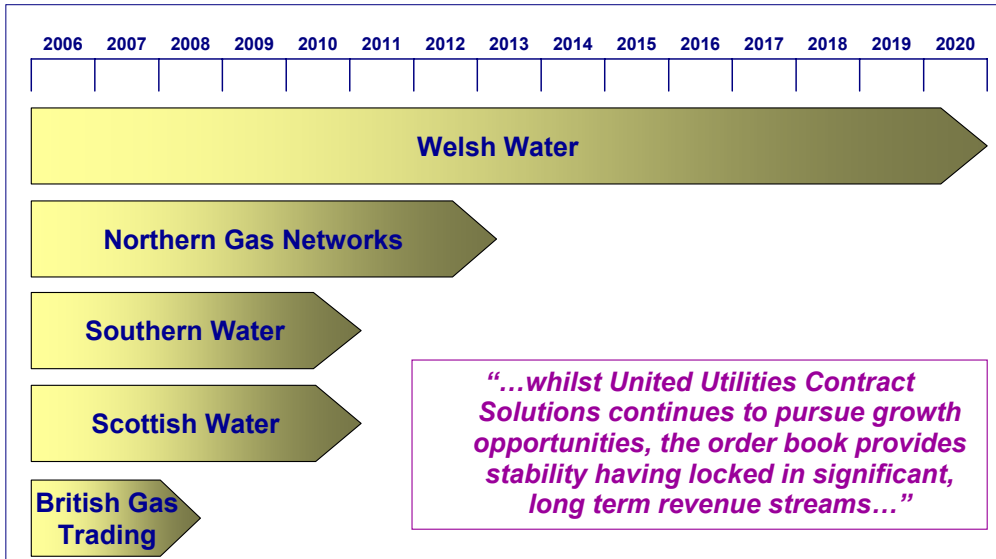 2006 2007 2008 2009 2010 2011 2012 2013 2014 2015 2016 2017 2018 2019 2020
Welsh Water
Northern Gas Networks
Southern Water
Scottish Water
British Gas
Trading
“…whilst United Utilities Contract
Solutions continues to pursue growth
opportunities, the order book provides
stability having locked in significant,
long term revenue streams…”